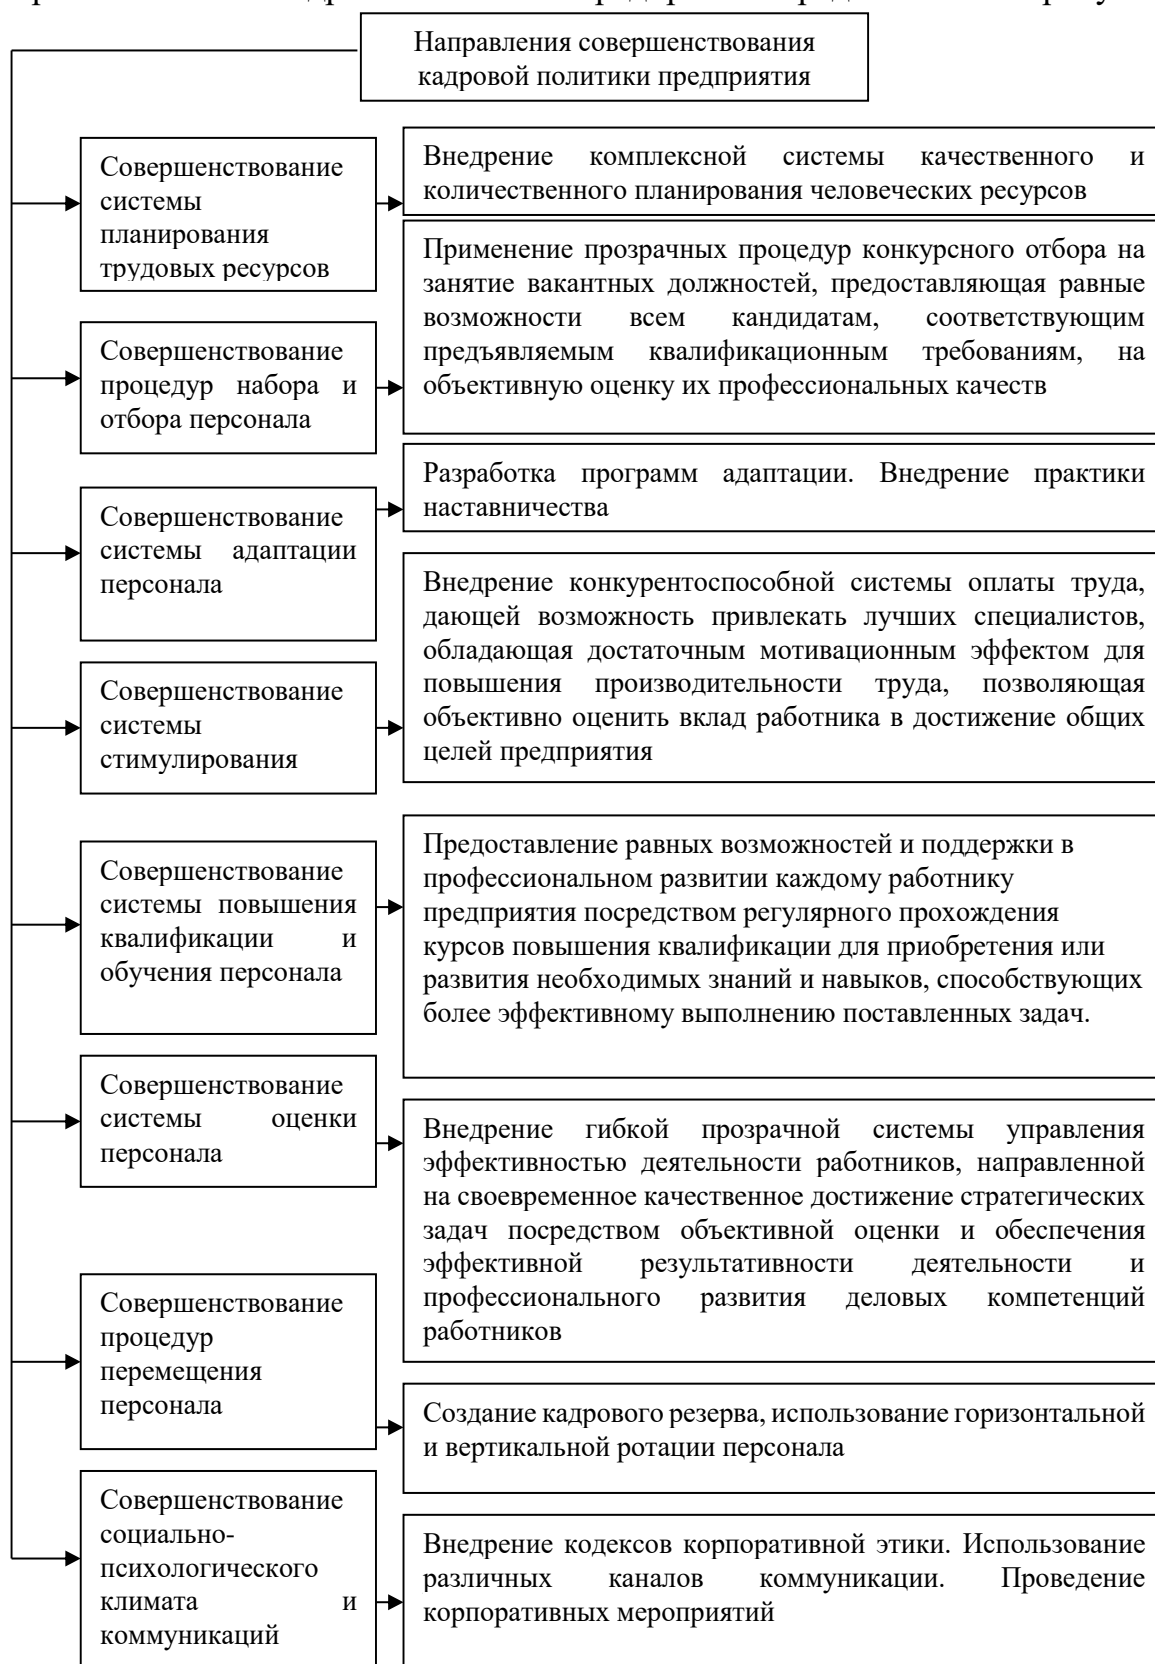 Направления совершенствования
кадровой политики предприятия
Совершенствование
системы
планирования
трудовых ресурсов
Внедрение комплексной системы качественного и
количественного планирования человеческих ресурсов
Совершенствование
процедур набора и
отбора персонала
Применение прозрачных процедур конкурсного отбора на
занятие вакантных должностей, предоставляющая равные
возможности всем кандидатам, соответствующим
предъявляемым квалификационным требованиям, на
объективную оценку их профессиональных качеств
Совершенствование
системы адаптации
персонала
Разработка программ адаптации. Внедрение практики
наставничества
Совершенствование
системы
стимулирования
Внедрение конкурентоспособной системы оплаты труда,
дающей возможность привлекать лучших специалистов,
обладающая достаточным мотивационным эффектом для
повышения производительности труда, позволяющая
объективно оценить вклад работника в достижение общих
целей предприятия
Совершенствование
системы повышения
квалификации и
обучения персонала
Предоставление равных возможностей и поддержки в
профессиональном развитии каждому работнику
предприятия посредством регулярного прохождения
курсов повышения квалификации для приобретения или
развития необходимых знаний и навыков, способствующих
более эффективному выполнению поставленных задач.
Совершенствование
системы оценки
персонала
Внедрение гибкой прозрачной системы управления
эффективностью деятельности работников, направленной
на своевременное качественное достижение стратегических
задач посредством объективной оценки и обеспечения
эффективной результативности деятельности и
профессионального развития деловых компетенций
работников
Совершенствование
процедур
перемещения
персонала
Создание кадрового резерва, использование горизонтальной
и вертикальной ротации персонала
Совершенствование
социально-
психологического
климата и
коммуникаций
Внедрение кодексов корпоративной этики. Использование
различных каналов коммуникации. Проведение
корпоративных мероприятий